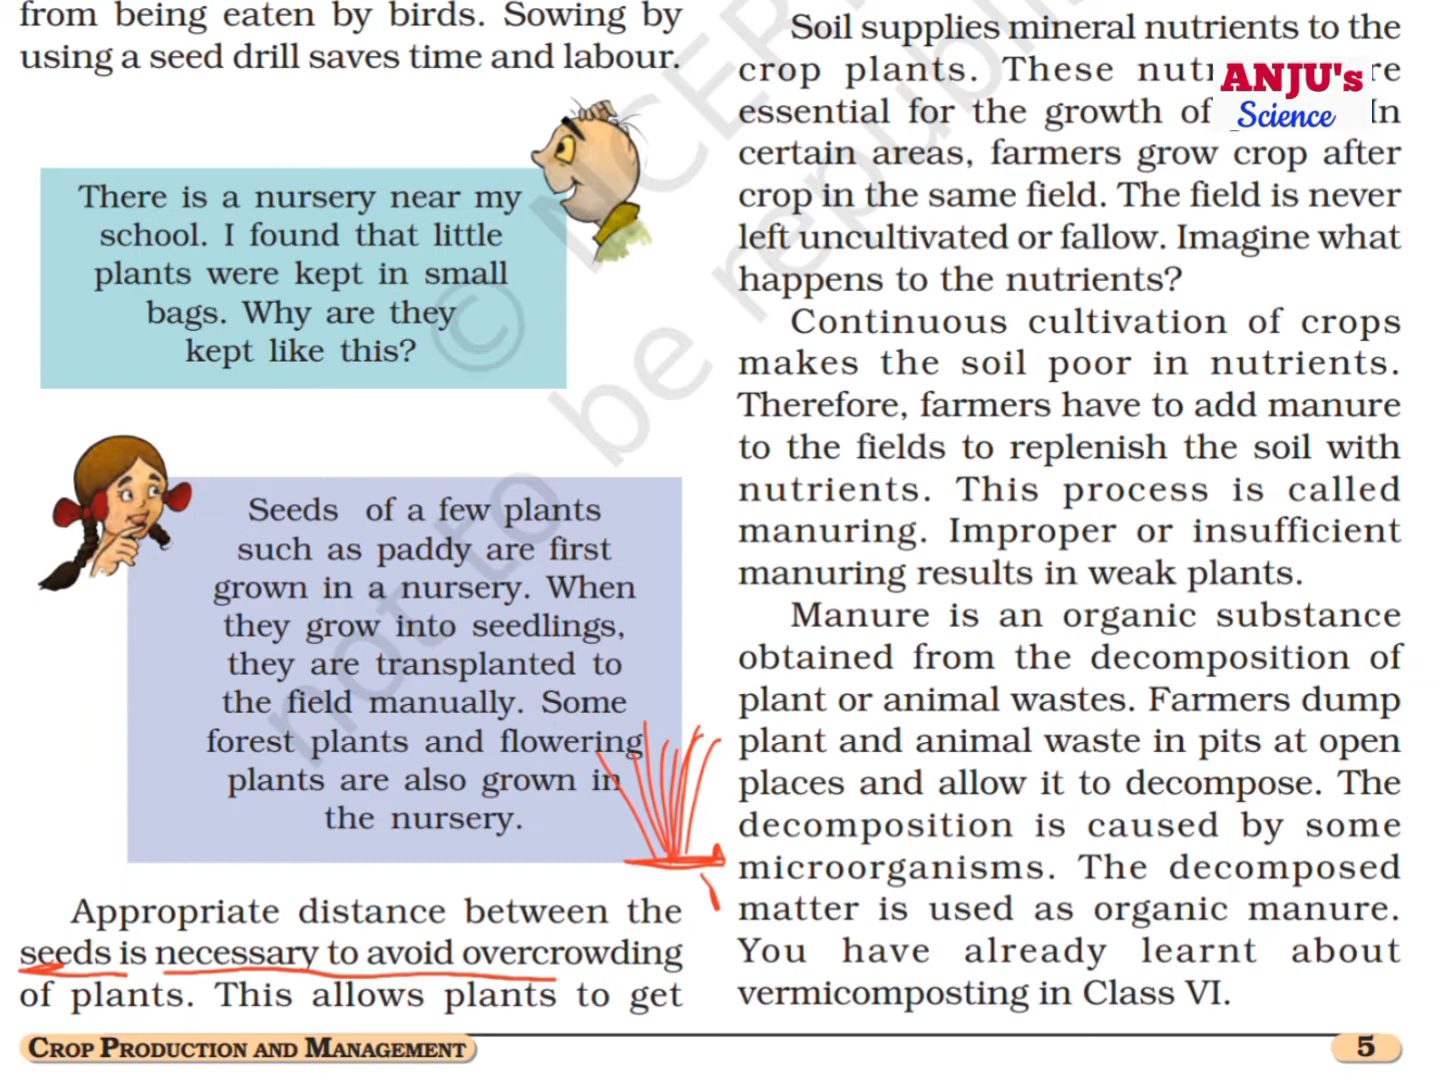 from being eaten by birds. Sowing by
using a seed drill saves time and labour.
There is a nursery near my
school. I found that little
plants were kept in small
bags. Why are they
kept like this?
Seeds of a few plants
such as paddy are first
grown in a nursery. When
they grow into seedlings,
they are transplanted to
the field manually. Some
forest plants and flowering
plants are also grown in
the nursery.
Appropriate distance between the
seeds is necessary to avoid overcrowding
of plants. This allows plants to get
Soil supplies mineral nutrients to the
crop plants. These
essential for the growth of In
certain areas, farmers grow crop after
crop in the same field. The field is never
left uncultivated or fallow. Imagine what
happens to the nutrients?
Continuous cultivation of crops
makes the soil poor in nutrients.
Therefore, farmers have to add manure
to the fields to replenish the soil with
nutrients. This process is called
manuring. Improper or insufficient
manuring results in weak plants.
Manure is an organic substance
obtained from the decomposition of
plant or animal wastes. Farmers dump
plant and animal waste in pits at open
places and allow it to decompose. The
decomposition is caused by some
microorganisms. The decomposed
matter is used as organic manure.
You have already learnt about
vermicomposting in Class VI.
ANJU's
Science
© NCER
not to be republi
CROP PRODUCTION AND MANAGEMENT
5